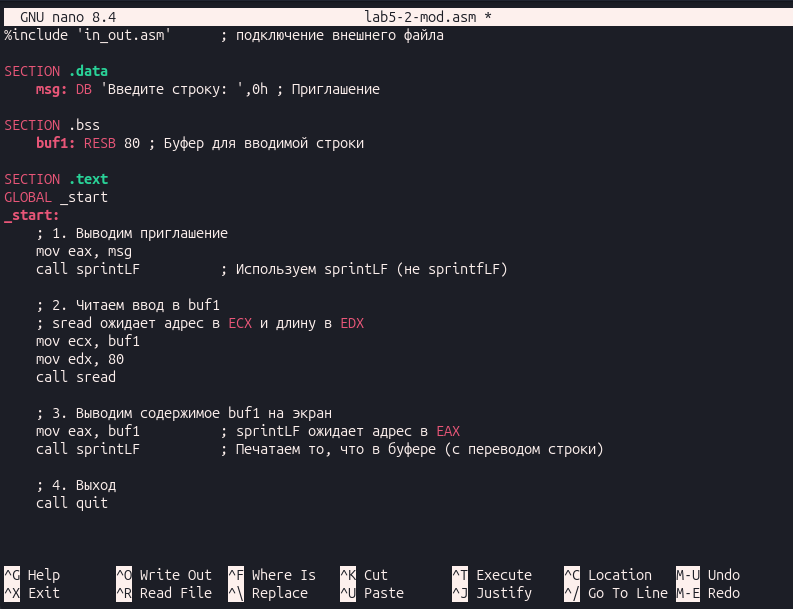 GNU nano 8.4 lab5-2-mod.asm *
%include 'in_out.asm' ; подключение внешнего файла
SECTION .data
msg: DB 'Введите строку: ',0h ; Приглашение
SECTION .bss
buf1: RESB 80 ; Буфер для вводимой строки
SECTION .text
GLOBAL _start
_start:
; 1. Выводим приглашение
mov eax, msg
call sprintLF ; Используем sprintLF (не sprintfLF)
; 2. Читаем ввод в buf1
; sread ожидает адрес в ECX и длину в EDX
mov ecx, buf1
mov edx, 80
call sread
; 3. Выводим содержимое buf1 на экран
mov eax, buf1 ; sprintLF ожидает адрес в EAX
call sprintLF ; Печатаем то, что в буфере (с переводом строки)
; 4. Выход
call quit
^G Help ^O Write Out ^F Where Is ^K Cut ^T Execute ^C Location M-U Undo
^X Exit ^R Read File ^\ Replace ^U Paste ^J Justify ^/ Go To Line M-E Redo